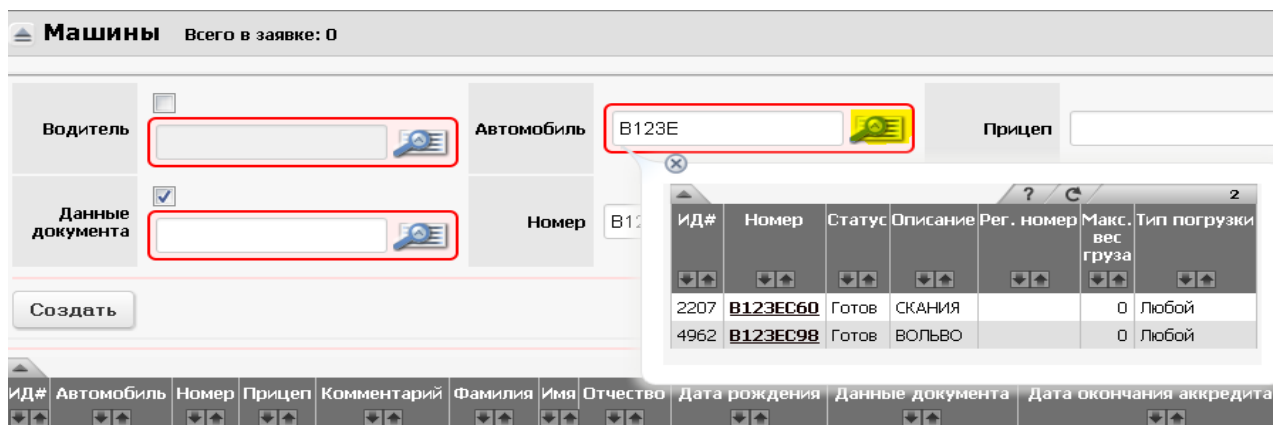 Машины Всего в заявке: 0
Водитель
Автомобиль B123E
Прицеп
Данные документа
Номер
? 2
ИД# Номер Статус Описание Рег. номер Макс. вес груза Тип погрузки
2207 B123EC60 Готов СКАНИЯ 0 Любой
4962 B123EC98 Готов ВОЛЬВО 0 Любой
Создать
ИД# Автомобиль Номер Прицеп Комментарий Фамилия Имя Отчество Дата рождения Данные документа Дата окончания аккредита